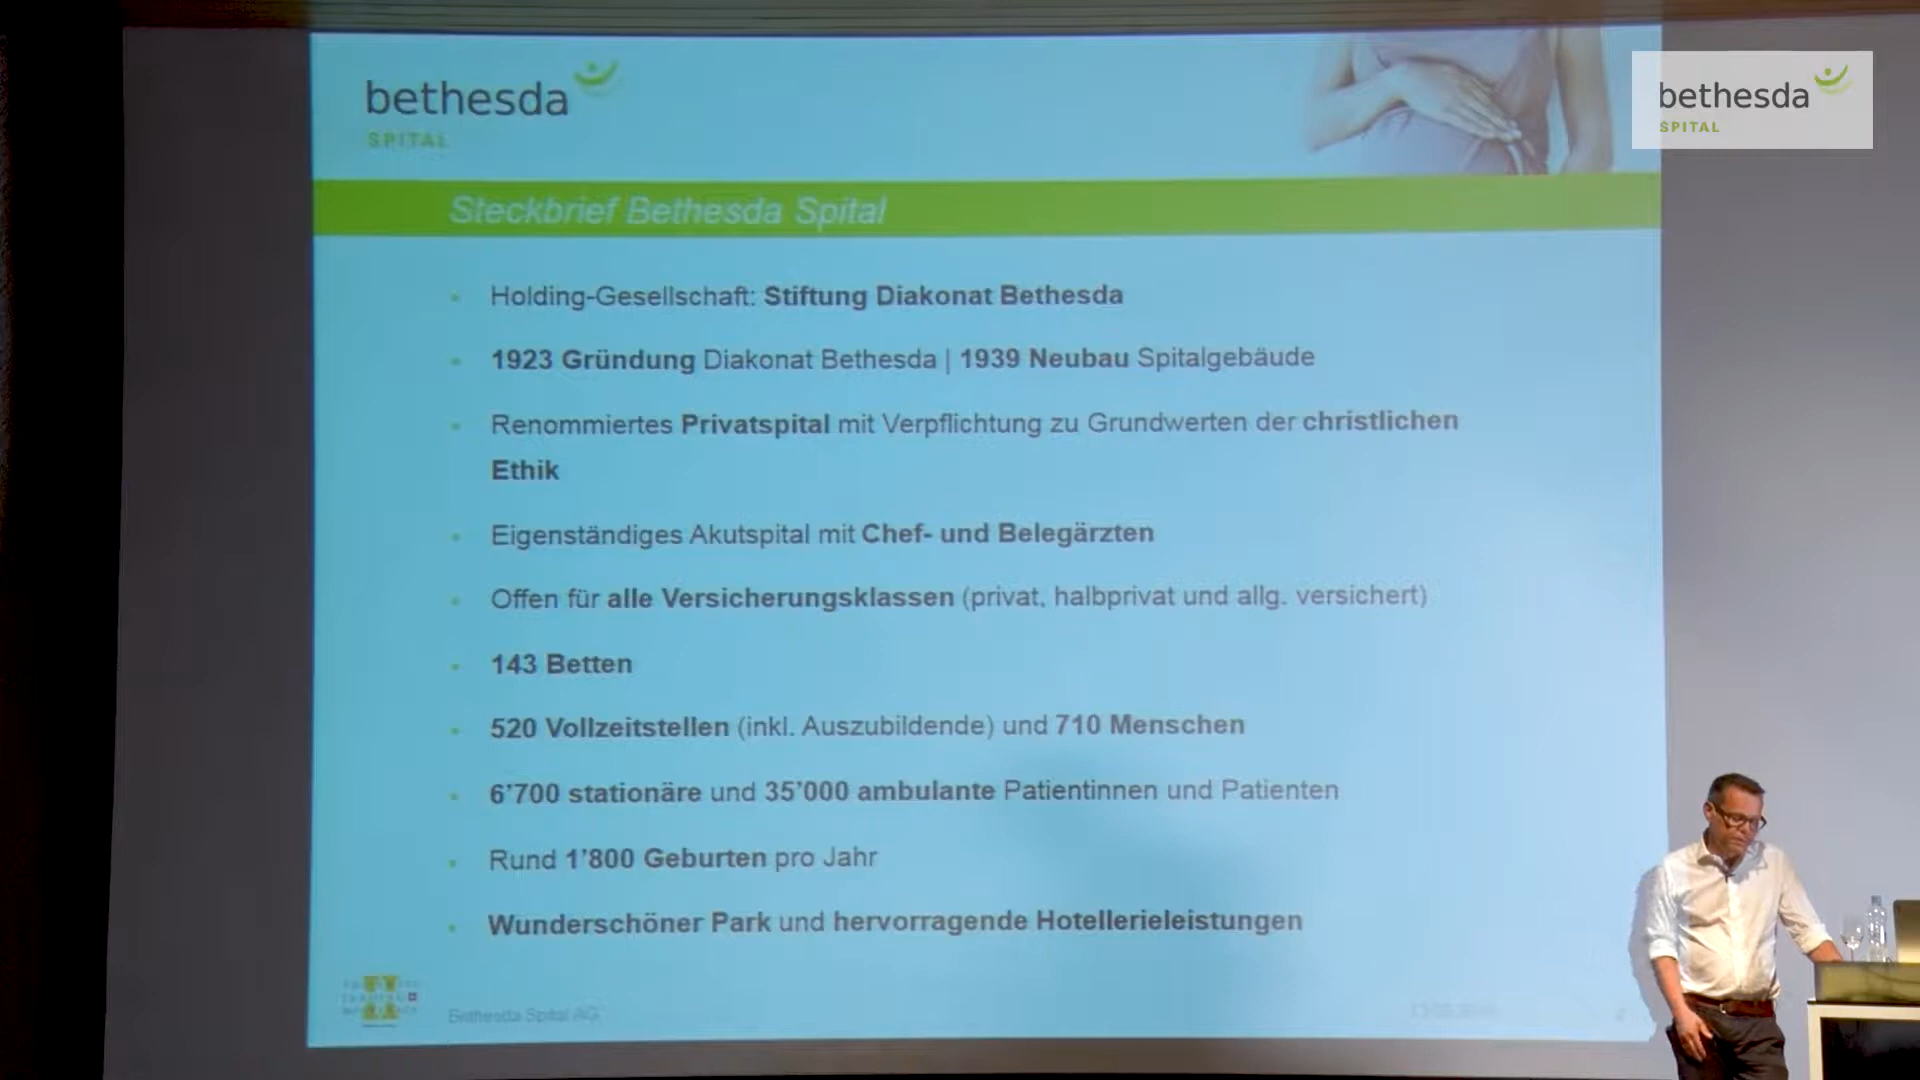 bethesda
SPITAL
bethesda
SPITAL
Steckbrief Bethesda Spital
Holding-Gesellschaft: Stiftung Diakonat Bethesda
1923 Gründung Diakonat Bethesda | 1939 Neubau Spitalgebäude
Renommiertes Privatspital mit Verpflichtung zu Grundwerten der christlichen
Ethik
Eigenständiges Akutspital mit Chef- und Belegärzten
Offen für alle Versicherungsklassen (privat, halbprivat und allg. versichert)
143 Betten
520 Vollzeitstellen (inkl. Auszubildende) und 710 Menschen
6'700 stationäre und 35'000 ambulante Patientinnen und Patienten
Rund 1'800 Geburten pro Jahr
Wunderschöner Park und hervorragende Hotellerieleistungen
Bethesda Spital AG